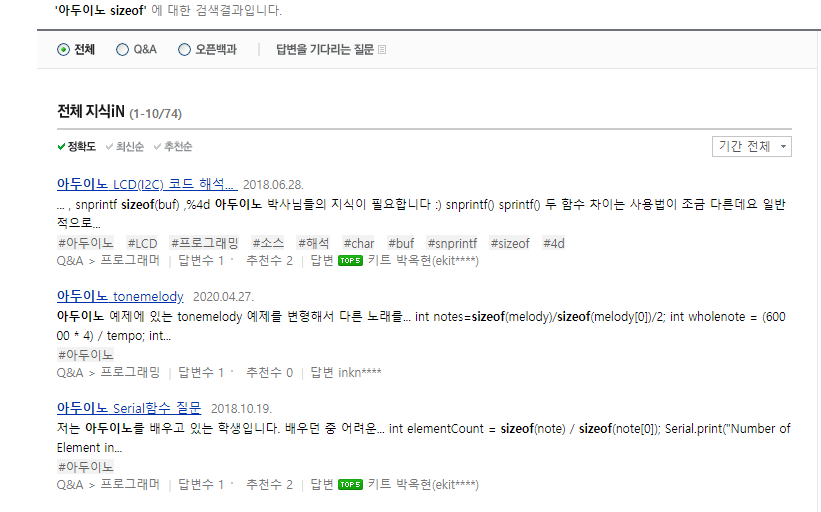 '아두이노 sizeof' 에 대한 검색결과입니다.
전체 Q&A 오픈백과 | 답변을 기다리는 질문
전체 지식iN (1-10/74)
정확도 최신순 추천순 기간 전체
아두이노 LCD(I2C) 코드 해석... 2018.06.28.
... , snprintf sizeof(buf) ,%4d 아두이노 박사님들의 지식이 필요합니다 :) snprintf() sprintf() 두 함수 차이는 사용법이 조금 다른데요 일반
적으로...
#아두이노 #LCD #프로그래밍 #소스 #해석 #char #buf #snprintf #sizeof #4d
Q&A > 프로그래머 | 답변수 1 · 추천수 2 | 답변 TOP5 키트 박옥현(ekit****)
아두이노 tonemelody 2020.04.27.
아두이노 예제에 있는 tonemelody 예제를 변형해서 다른 노래를... int notes=sizeof(melody)/sizeof(melody[0])/2; int wholenote = (600
00 * 4) / tempo; int...
#아두이노
Q&A > 프로그래밍 | 답변수 1 · 추천수 0 | 답변 inkn****
아두이노 Serial함수 질문 2018.10.19.
저는 아두이노를 배우고 있는 학생입니다. 배우던 중 어려운... int elementCount = sizeof(note) / sizeof(note[0]); Serial.print("Number of
Element in...
#아두이노
Q&A > 프로그래머 | 답변수 1 · 추천수 2 | 답변 TOP5 키트 박옥현(ekit****)